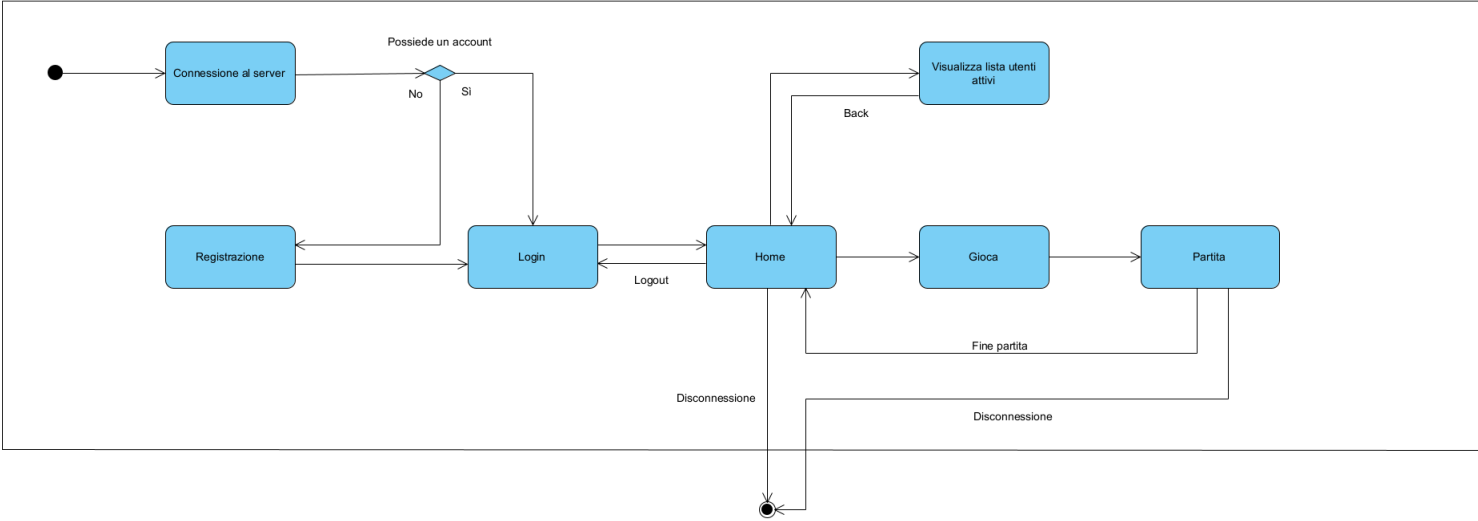 Possiede un account
Connessione al server
Visualizza lista utenti
attivi
No
Sì
Back
Registrazione
Login
Home
Gioca
Partita
Logout
Fine partita
Disconnessione
Disconnessione